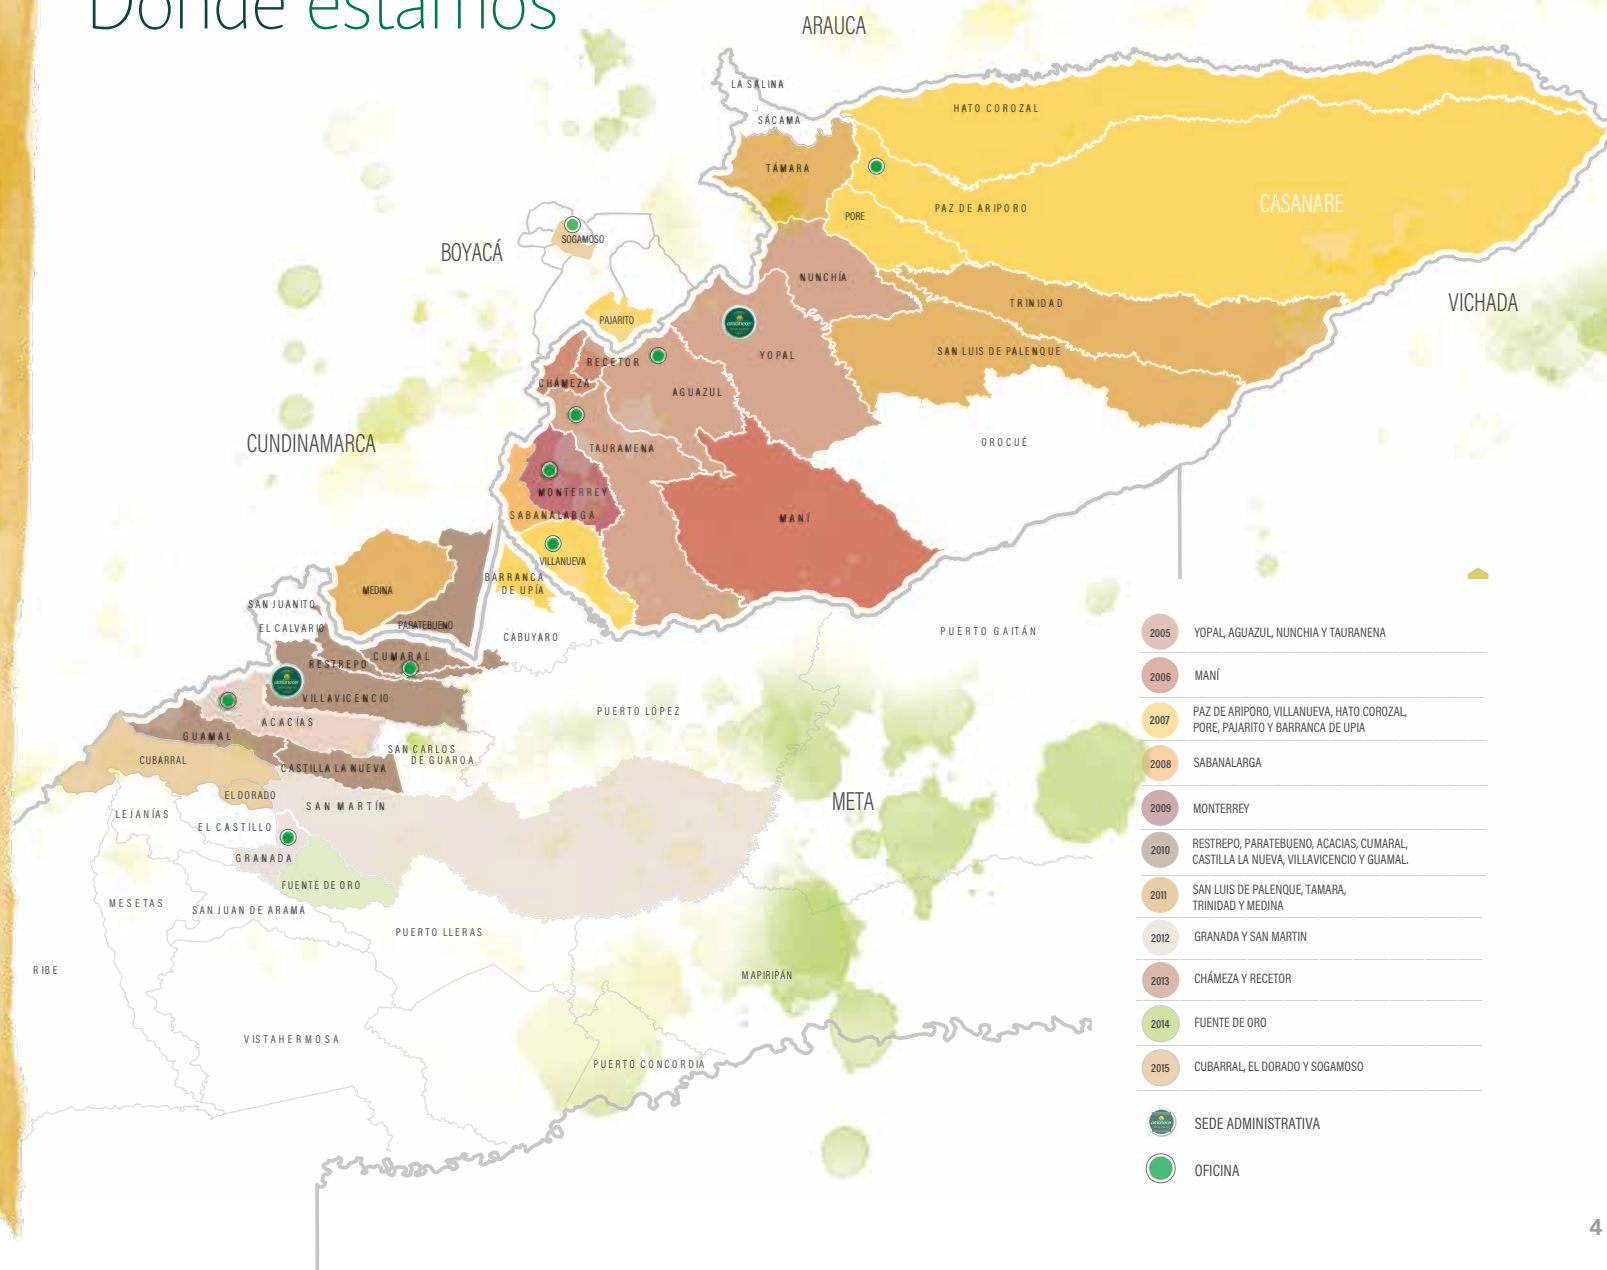 Dónde estamos
ARAUCA
LA SALINA
SÁCAMA
HATO COROZAL
TÁMARA
CASANARE
PAZ DE ARIPORO
PORE
SOGAMOSO
BOYACÁ
NUNCHÍA
TRINIDAD
VICHADA
PAJARITO
YOPAL
SAN LUIS DE PALENQUE
RECETOR
CHÁMEZA
AGUAZUL
CUNDINAMARCA
OROCUÉ
TAURAMENA
MONTERREY
SABANALARGA
MANÍ
VILLANUEVA
BARRANCA
DE UPÍA
MEDINA
SAN JUANITO
PARATEBUENO
EL CALVARIO
CABUYARO
PUERTO GAITÁN
CUMARAL
RESTREPO
VILLAVICENCIO
PUERTO LÓPEZ
ACACÍAS
GUAMAL
SAN CARLOS
DE GUAROA
CUBARRAL
CASTILLA LA NUEVA
EL DORADO
SAN MARTÍN
META
LEJANÍAS
EL CASTILLO
GRANADA
FUENTE DE ORO
MESETAS
SAN JUAN DE ARAMA
PUERTO LLERAS
RIBE
MAPIRIPÁN
VISTAHERMOSA
PUERTO CONCORDIA
2005 YOPAL, AGUAZUL, NUNCHIA Y TAURANENA
2006 MANÍ
2007 PAZ DE ARIPORO, VILLANUEVA, HATO COROZAL,
PORE, PAJARITO Y BARRANCA DE UPIA
2008 SABANALARGA
2009 MONTERREY
2010 RESTREPO, PARATEBUENO, ACACIAS, CUMARAL,
CASTILLA LA NUEVA, VILLAVICENCIO Y GUAMAL.
2011 SAN LUIS DE PALENQUE, TAMARA,
TRINIDAD Y MEDINA
2012 GRANADA Y SAN MARTIN
2013 CHÁMEZA Y RECETOR
2014 FUENTE DE ORO
2015 CUBARRAL, EL DORADO Y SOGAMOSO
SEDE ADMINISTRATIVA
OFICINA
4